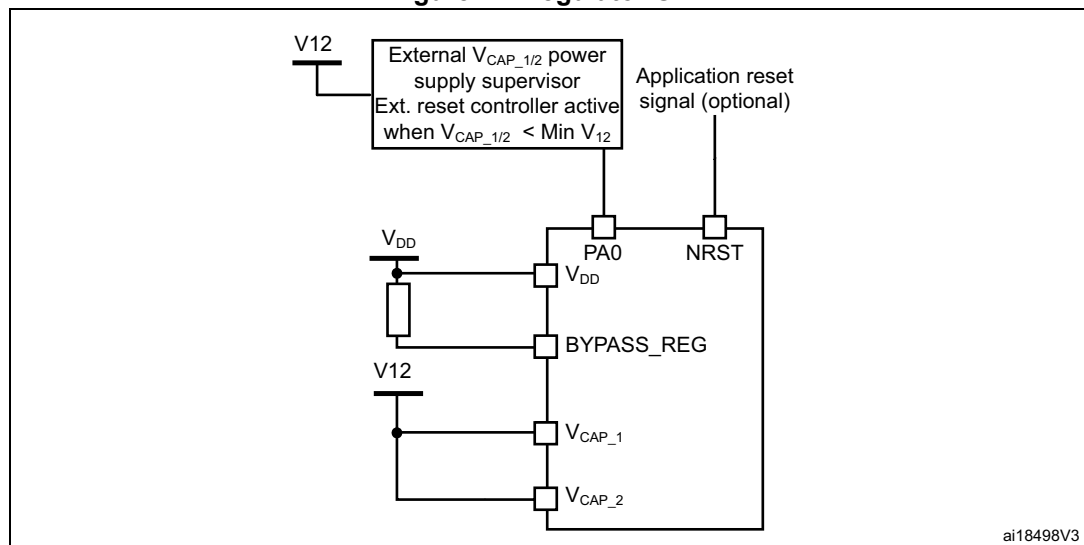 V12
External VCAP_1/2 power
supply supervisor
Ext. reset controller active
when VCAP_1/2 < Min V12
Application reset
signal (optional)
PA0
NRST
VDD
VDD
BYPASS_REG
V12
VCAP_1
VCAP_2
ai18498V3